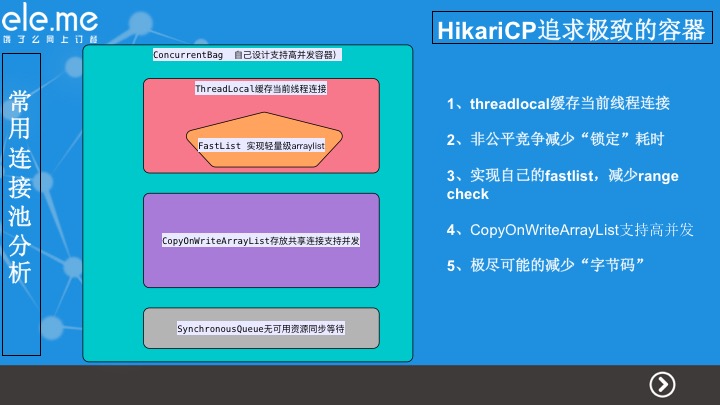 ele.me
饿了么网上订餐
HikariCP追求极致的容器
常用连接池分析
ConcurrentBag 自己设计支持高并发容器）
ThreadLocal缓存当前线程连接
FastList 实现轻量级arraylist
CopyOnWriteArrayList存放共享连接支持并发
SynchronousQueue无可用资源同步等待
1、threadlocal缓存当前线程连接
2、非公平竞争减少“锁定”耗时
3、实现自己的fastlist，减少range
check
4、CopyOnWriteArrayList支持高并发
5、极尽可能的减少“字节码”